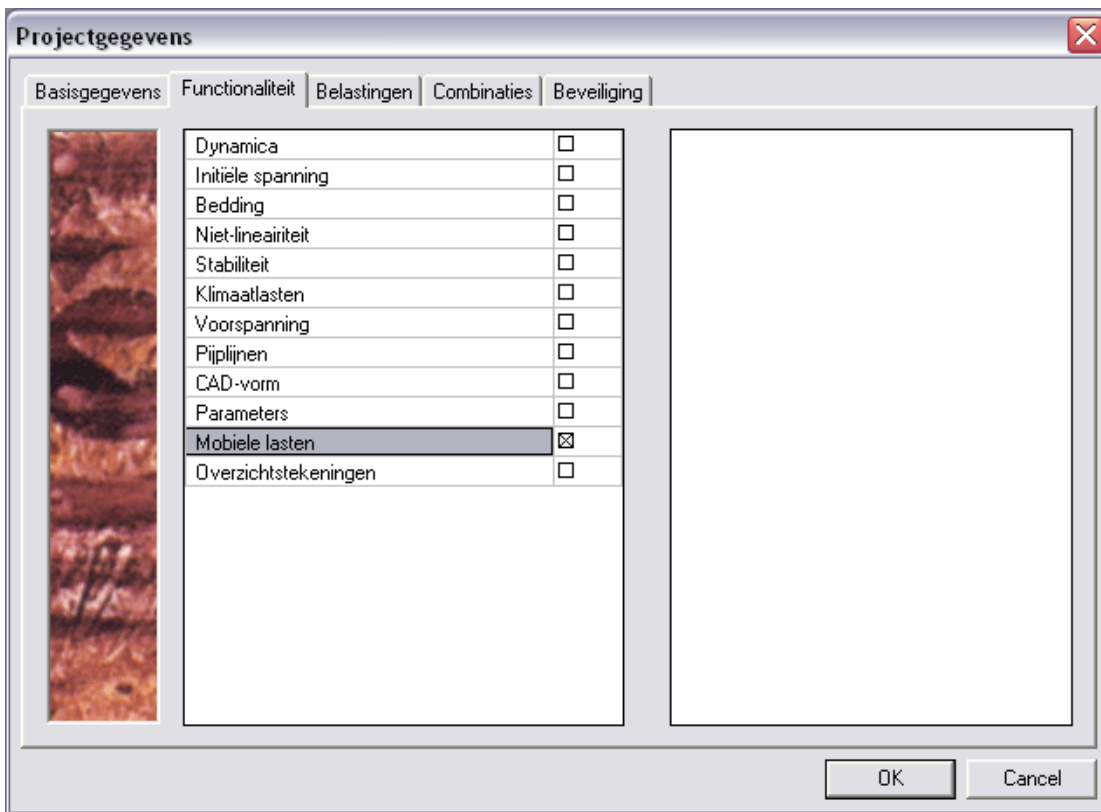 Projectgegevens
Basisgegevens Functionaliteit Belastingen Combinaties Beveiliging
Dynamica
Initiële spanning
Bedding
Niet-lineairiteit
Stabiliteit
Klimaatlasten
Voorspanning
Pijplijnen
CAD-vorm
Parameters
Mobiele lasten
Overzichtstekeningen
OK Cancel